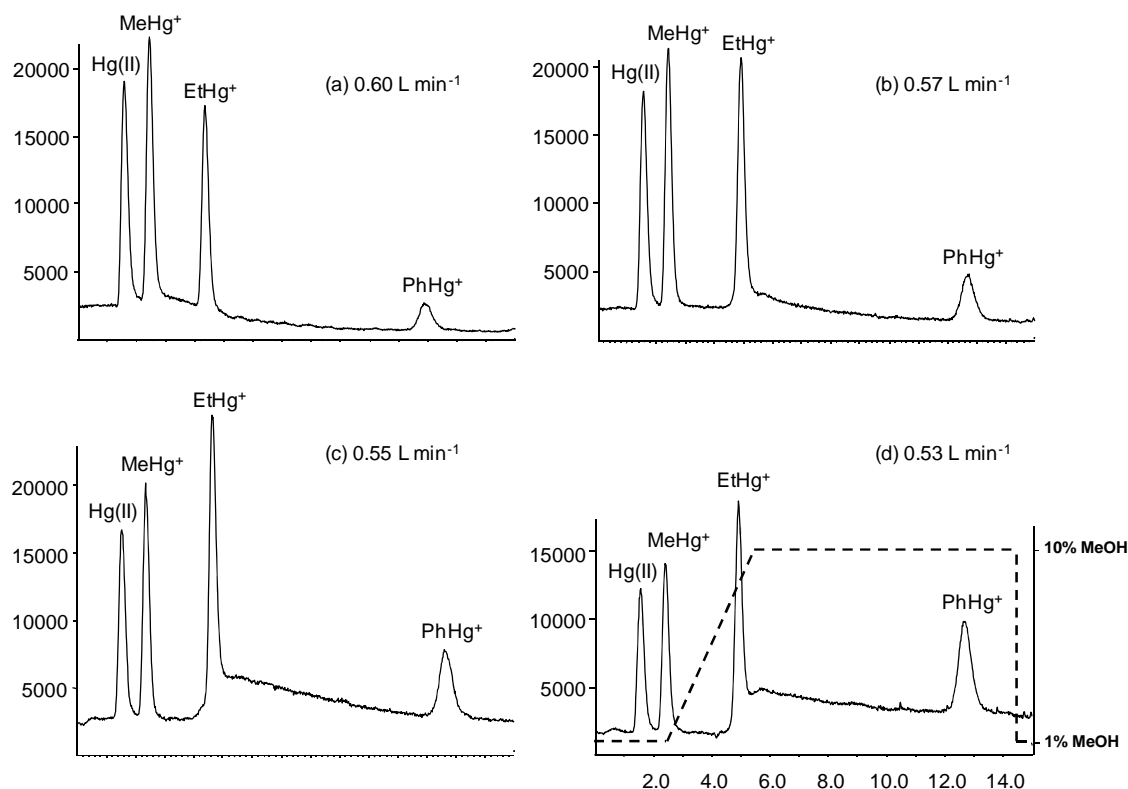 MeHg+
Hg(II)
EtHg+
(a) 0.60 L min-1
PhHg+
20000
15000
10000
5000
MeHg+
EtHg+
Hg(II)
(b) 0.57 L min-1
PhHg+
20000
15000
10000
5000
EtHg+
MeHg+
Hg(II)
(c) 0.55 L min-1
PhHg+
20000
15000
10000
5000
(d) 0.53 L min-1
EtHg+
MeHg+
Hg(II)
PhHg+
15000
10000
5000
10% MeOH
1% MeOH
2.0 4.0 6.0 8.0 10.0 12.0 14.0